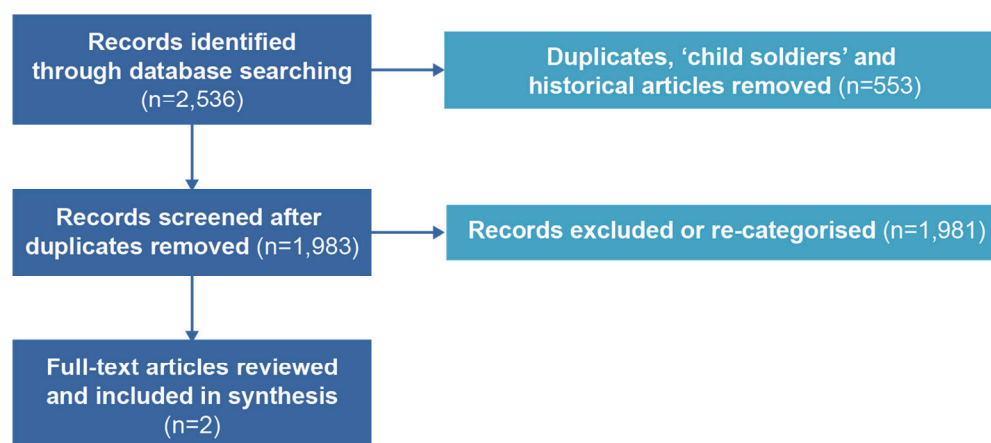 Records identified
through database searching
(n=2,536)
Duplicates, ‘child soldiers’ and
historical articles removed (n=553)
Records screened after
duplicates removed (n=1,983)
Records excluded or re-categorised (n=1,981)
Full-text articles reviewed
and included in synthesis
(n=2)